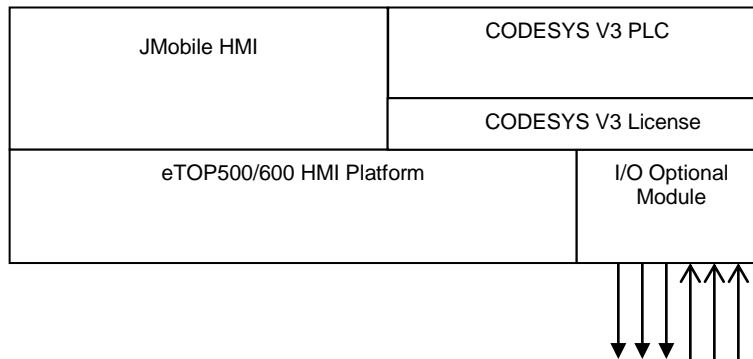 JMobile HMI
CODESYS V3 PLC
CODESYS V3 License
eTOP500/600 HMI Platform
I/O Optional
Module